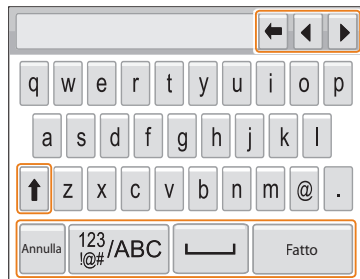 q w e r t y u i o p
a s d f g h j k l
z x c v b n m @ .
Annulla 123 !@# /ABC Fatto